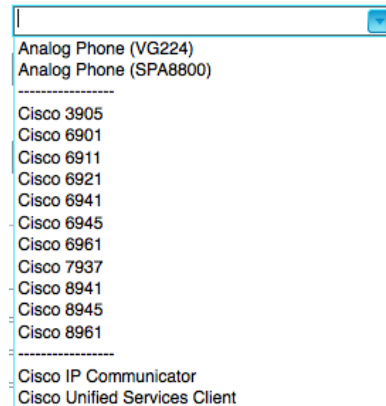 Analog Phone (VG224)
Analog Phone (SPA8800)
-----------------
Cisco 3905
Cisco 6901
Cisco 6911
Cisco 6921
Cisco 6941
Cisco 6945
Cisco 6961
Cisco 7937
Cisco 8941
Cisco 8945
Cisco 8961
-----------------
Cisco IP Communicator
Cisco Unified Services Client